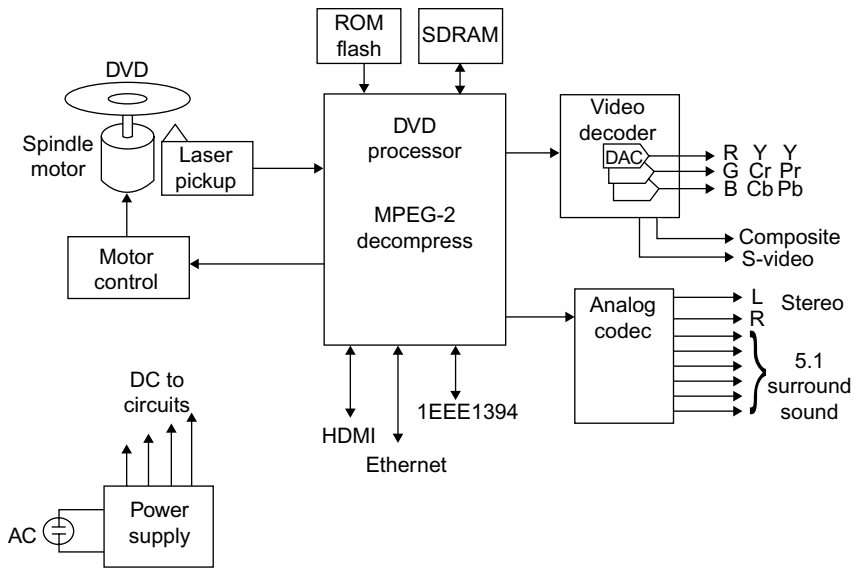 ROM
flash
SDRAM
DVD
Spindle
motor
Laser
pickup
DVD
processor
MPEG-2
decompress
Video
decoder
DAC
R Y Y
G Cr Pr
B Cb Pb
Composite
S-video
Motor
control
Analog
codec
L Stereo
R
5.1
surround
sound
HDMI
Ethernet
1EEE1394
DC to
circuits
AC
Power
supply